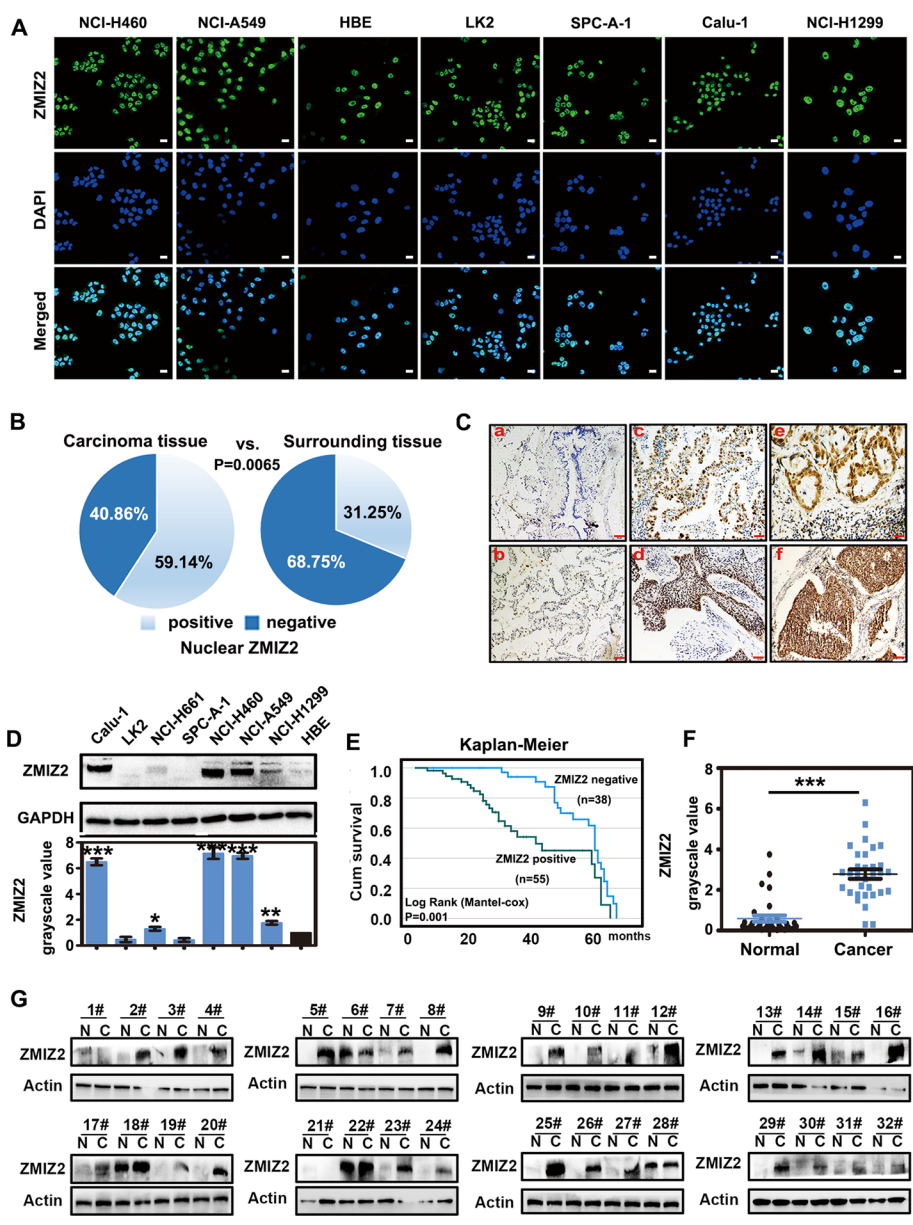 A
NCI-H460 NCI-A549 HBE LK2 SPC-A-1 Calu-1 NCI-H1299
ZMIZ2
DAPI
Merged
B
Carcinoma tissue vs. Surrounding tissue
P=0.0065
40.86%
59.14%
31.25%
68.75%
positive negative
Nuclear ZMIZ2
C
a c e
b d f
D
Calu-1 LK2 NCI-H661 SPC-A-1 NCI-H460 NCI-A549 NCI-H1299 HBE
ZMIZ2
GAPDH
ZMIZ2
grayscale value
8
6
4
2
0
*** * *** *** **
E
Kaplan-Meier
Cum survival
1.0
0.8
0.6
0.4
0.2
0.0
ZMIZ2 negative
(n=38)
ZMIZ2 positive
(n=55)
Log Rank (Mantel-cox)
P=0.001
0 20 40 60 months
F
ZMIZ2
grayscale value
8
6
4
2
0
***
Normal Cancer
G
1# 2# 3# 4#
N C N C N C N C
ZMIZ2
Actin
5# 6# 7# 8#
N C N C N C N C
ZMIZ2
Actin
9# 10# 11# 12#
N C N C N C N C
ZMIZ2
Actin
13# 14# 15# 16#
N C N C N C N C
ZMIZ2
Actin
17# 18# 19# 20#
N C N C N C N C
ZMIZ2
Actin
21# 22# 23# 24#
N C N C N C N C
ZMIZ2
Actin
25# 26# 27# 28#
N C N C N C N C
ZMIZ2
Actin
29# 30# 31# 32#
N C N C N C N C
ZMIZ2
Actin